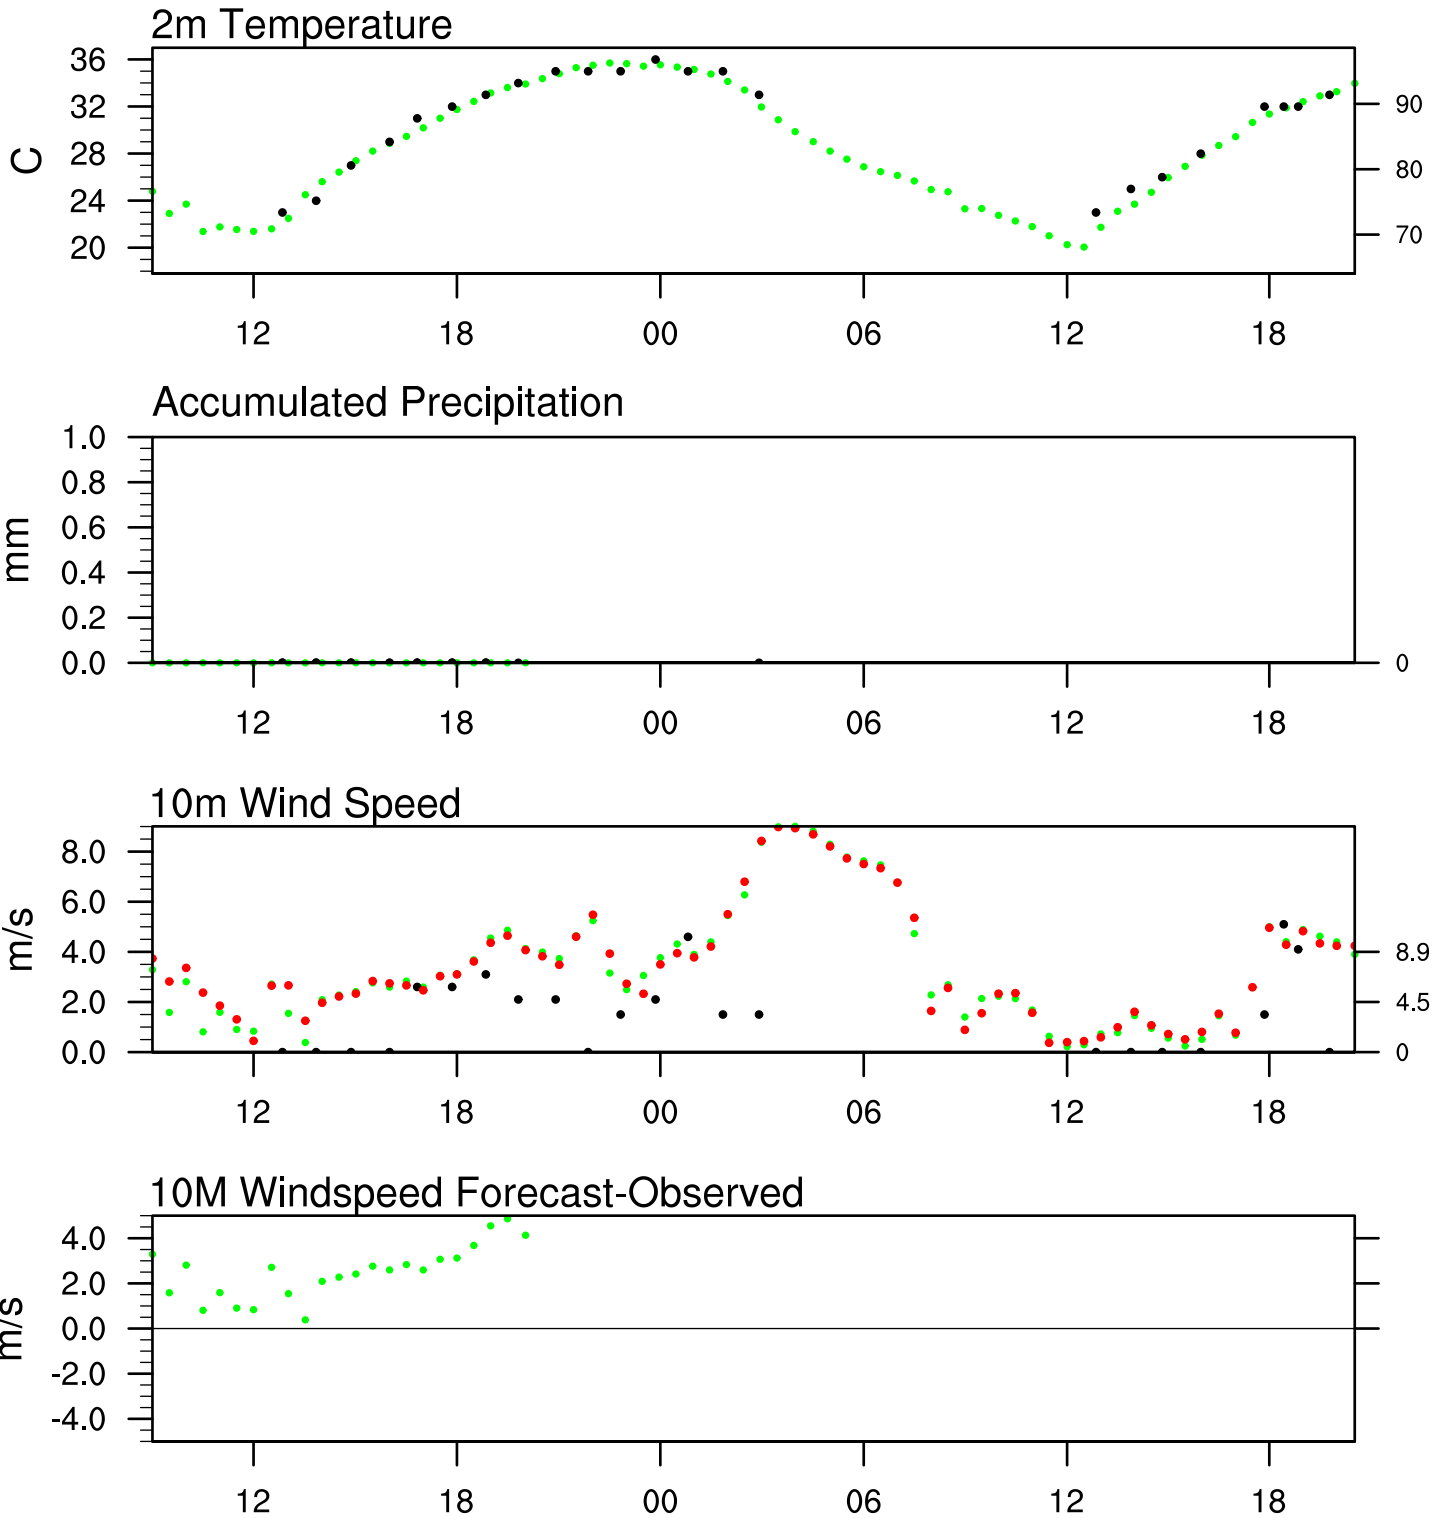 2m Temperature
36
32
28
24
20
C
90
80
70
12 18 00 06 12 18
Accumulated Precipitation
1.0
0.8
0.6
0.4
0.2
0.0
mm
0
12 18 00 06 12 18
10m Wind Speed
8.0
6.0
4.0
2.0
0.0
m/s
8.9
4.5
0
12 18 00 06 12 18
10M Windspeed Forecast-Observed
4.0
2.0
0.0
-2.0
-4.0
m/s
12 18 00 06 12 18